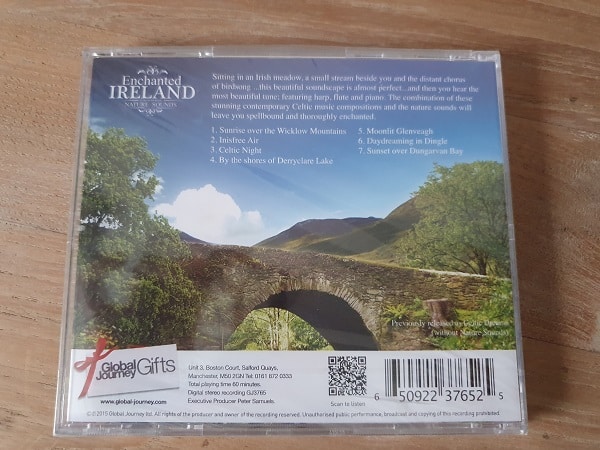 Enchanted
IRELAND
NATURE SOUNDS
Sitting in an Irish meadow, a small stream beside you and the distant chorus
of birdsong ...this beautiful soundscape is almost perfect...and then you hear the
most beautiful tune; featuring harp, flute and piano. The combination of these
stunning contemporary Celtic music compositions and the nature sounds will
leave you spellbound and thoroughly enchanted.
1. Sunrise over the Wicklow Mountains
2. Inisfree Air
3. Celtic Night
4. By the shores of Derryclare Lake
5. Moonlit Glenveagh
6. Daydreaming in Dingle
7. Sunset over Dungarvan Bay
Previously released as Celtic
(without Nature Sounds)
Global
Journey
Gifts
www.global-journey.com
Unit 3, Boston Court, Salford Quays,
Manchester, M50 2GN Tel: 0161 872 0333
Total playing time 60 minutes.
Digital stereo recording GJ3765
Executive Producer Peter Samuels.
Scan to listen
6 50922 37652 5
©2015 Global Journey ltd. All rights of the producer and owner of the recording reserved. Unauthorised public performance, broadcast and copying of this recording prohibited.